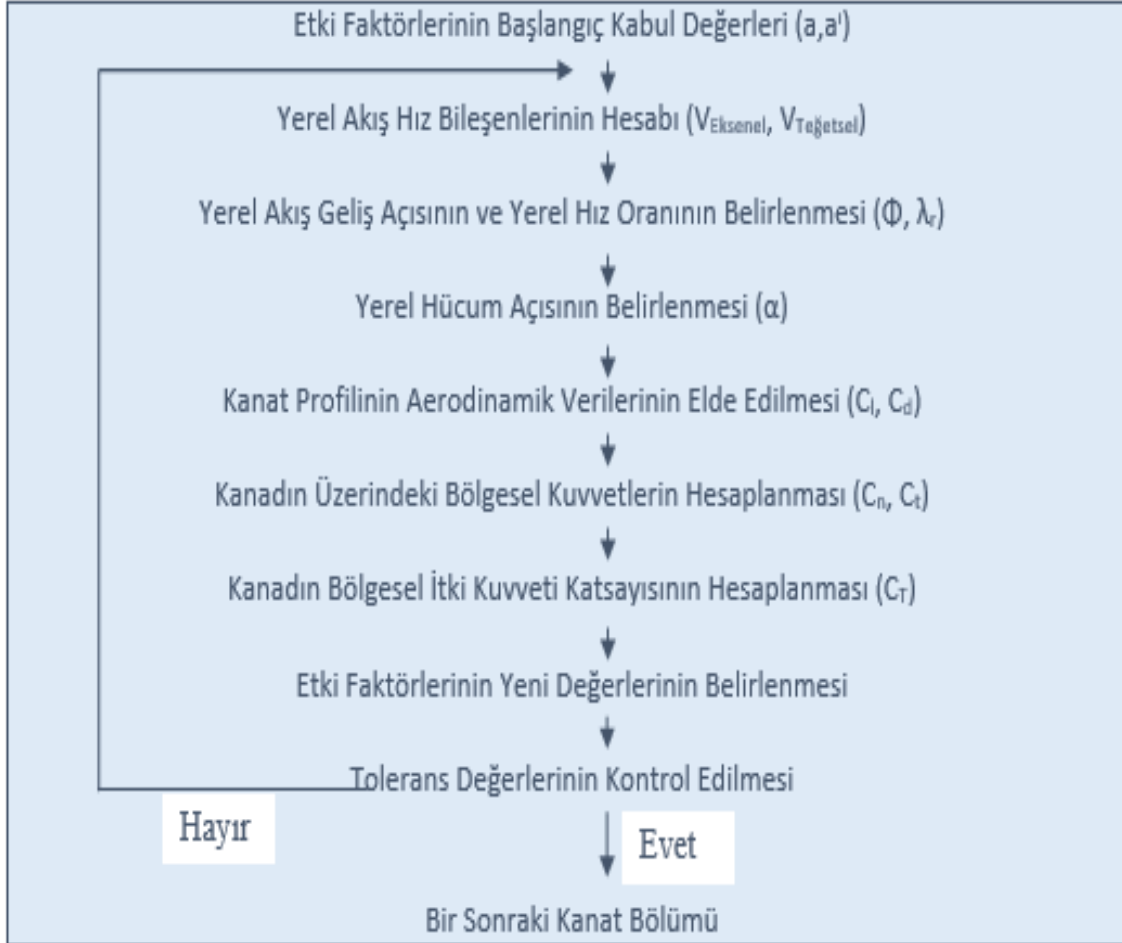 Etki Faktörlerinin Başlangıç Kabul Değerleri (a,a')
Yerel Akış Hız Bileşenlerinin Hesabı (VEksenel, VTeğetsel)
Yerel Akış Geliş Açısının ve Yerel Hız Oranının Belirlenmesi (Φ, λr)
Yerel Hücum Açısının Belirlenmesi (α)
Kanat Profilinin Aerodinamik Verilerinin Elde Edilmesi (Cl, Cd)
Kanadın Üzerindeki Bölgesel Kuvvetlerin Hesaplanması (Cn, Ct)
Kanadın Bölgesel İtki Kuvveti Katsayısının Hesaplanması (CT)
Etki Faktörlerinin Yeni Değerlerinin Belirlenmesi
Tolerans Değerlerinin Kontrol Edilmesi
Hayır
Evet
Bir Sonraki Kanat Bölümü